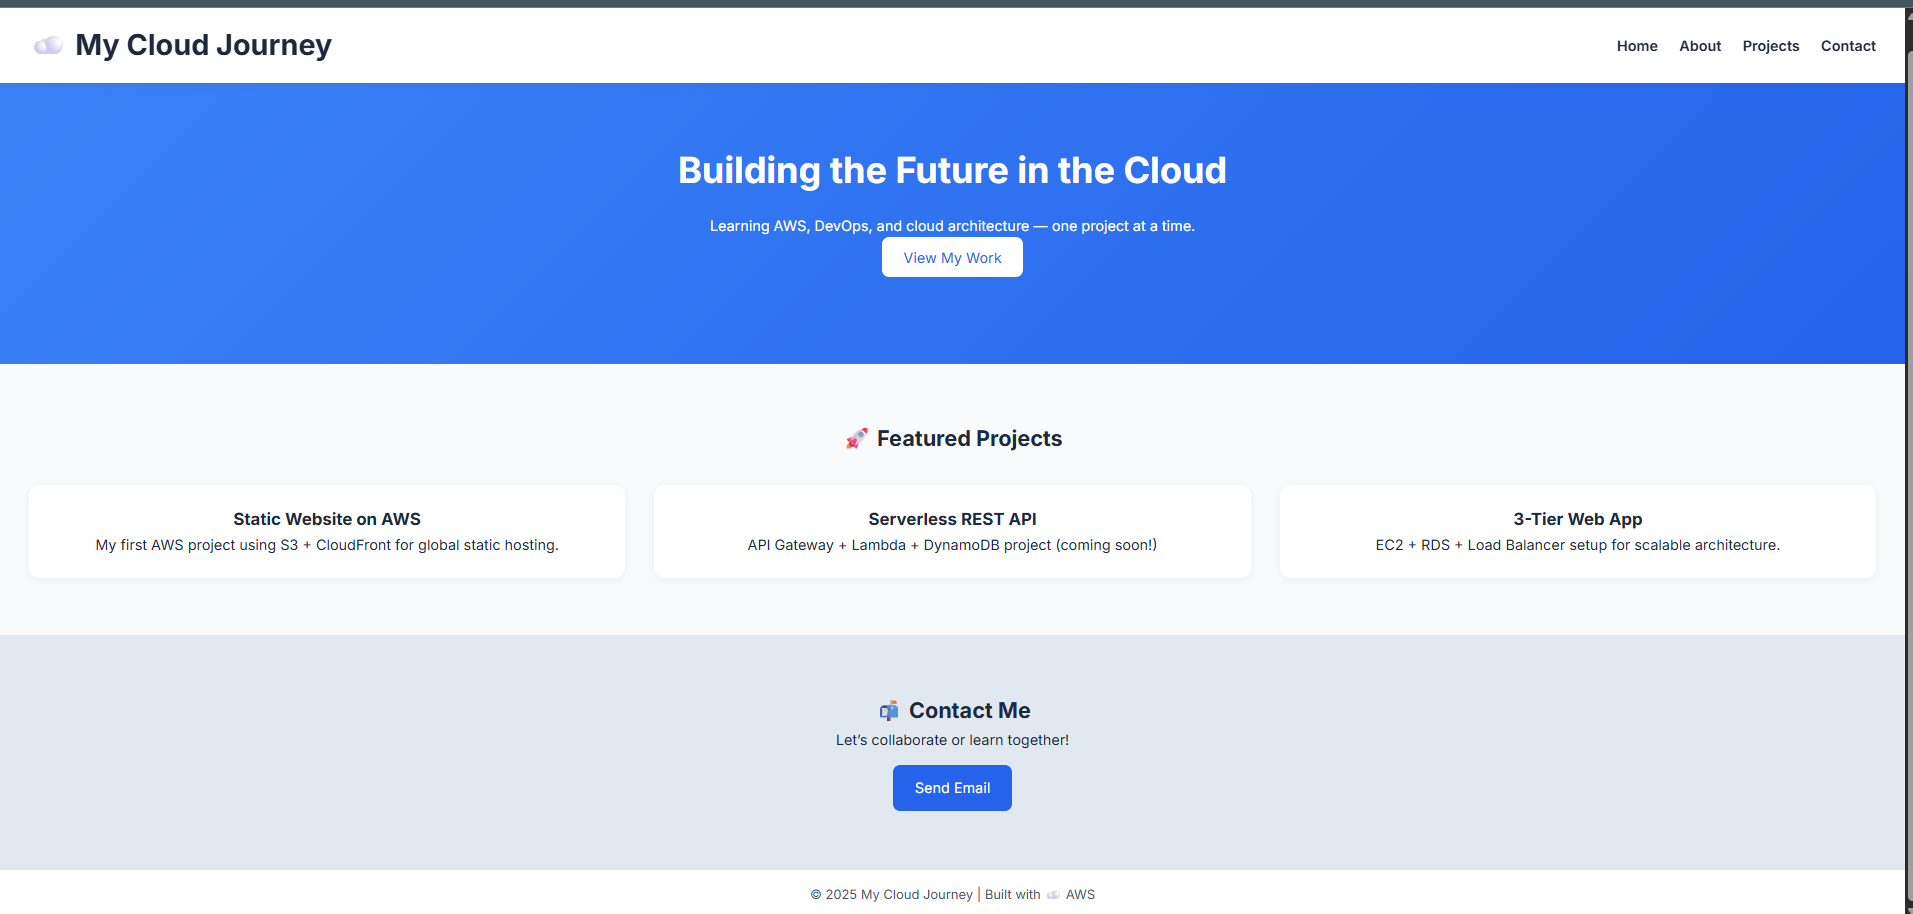 ☁️ My Cloud Journey
Home About Projects Contact
Building the Future in the Cloud
Learning AWS, DevOps, and cloud architecture — one project at a time.
View My Work
🚀 Featured Projects
Static Website on AWS
My first AWS project using S3 + CloudFront for global static hosting.
Serverless REST API
API Gateway + Lambda + DynamoDB project (coming soon!)
3-Tier Web App
EC2 + RDS + Load Balancer setup for scalable architecture.
📬 Contact Me
Let’s collaborate or learn together!
Send Email
© 2025 My Cloud Journey | Built with ☁️ AWS